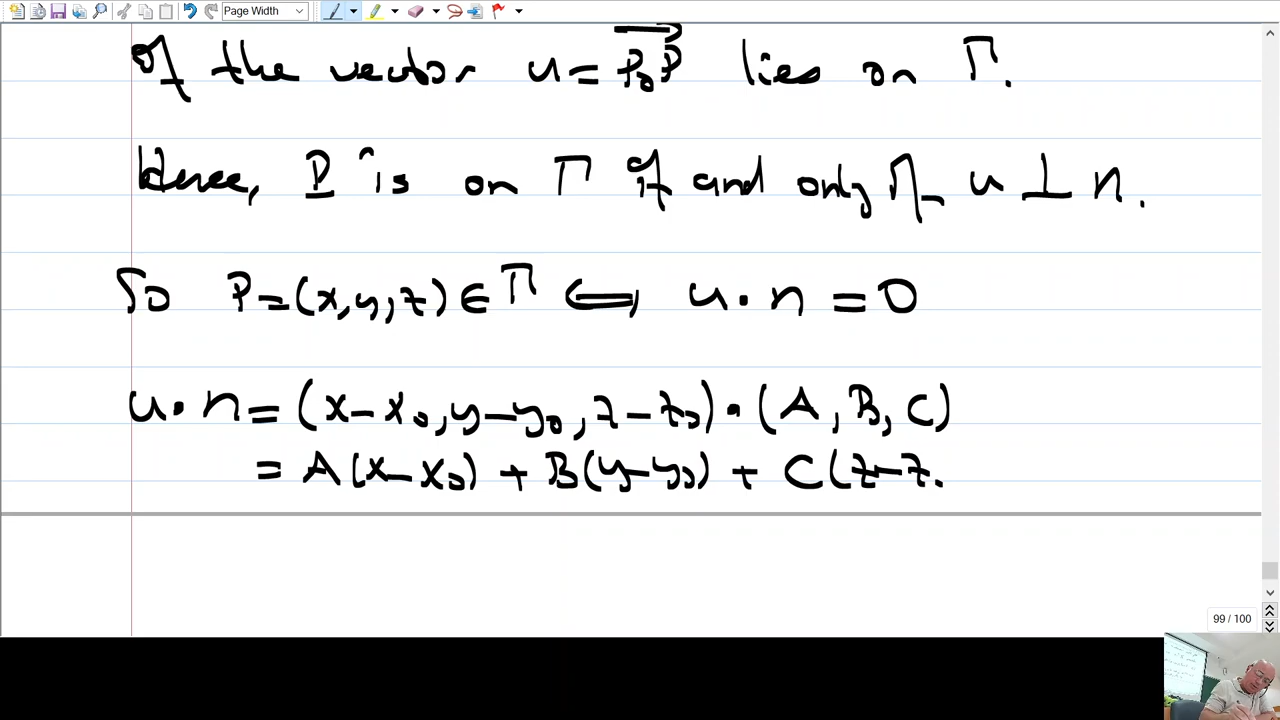 Page Width
of the vector u = P₀P lies on Π.
Hence, P is on Π if and only if u ⊥ n.
So P=(x,y,z) ∈ Π ⟺ u · n = 0
u · n = (x-x₀, y-y₀, z-z₀) · (A, B, C)
= A(x-x₀) + B(y-y₀) + C(z-z
99 / 100